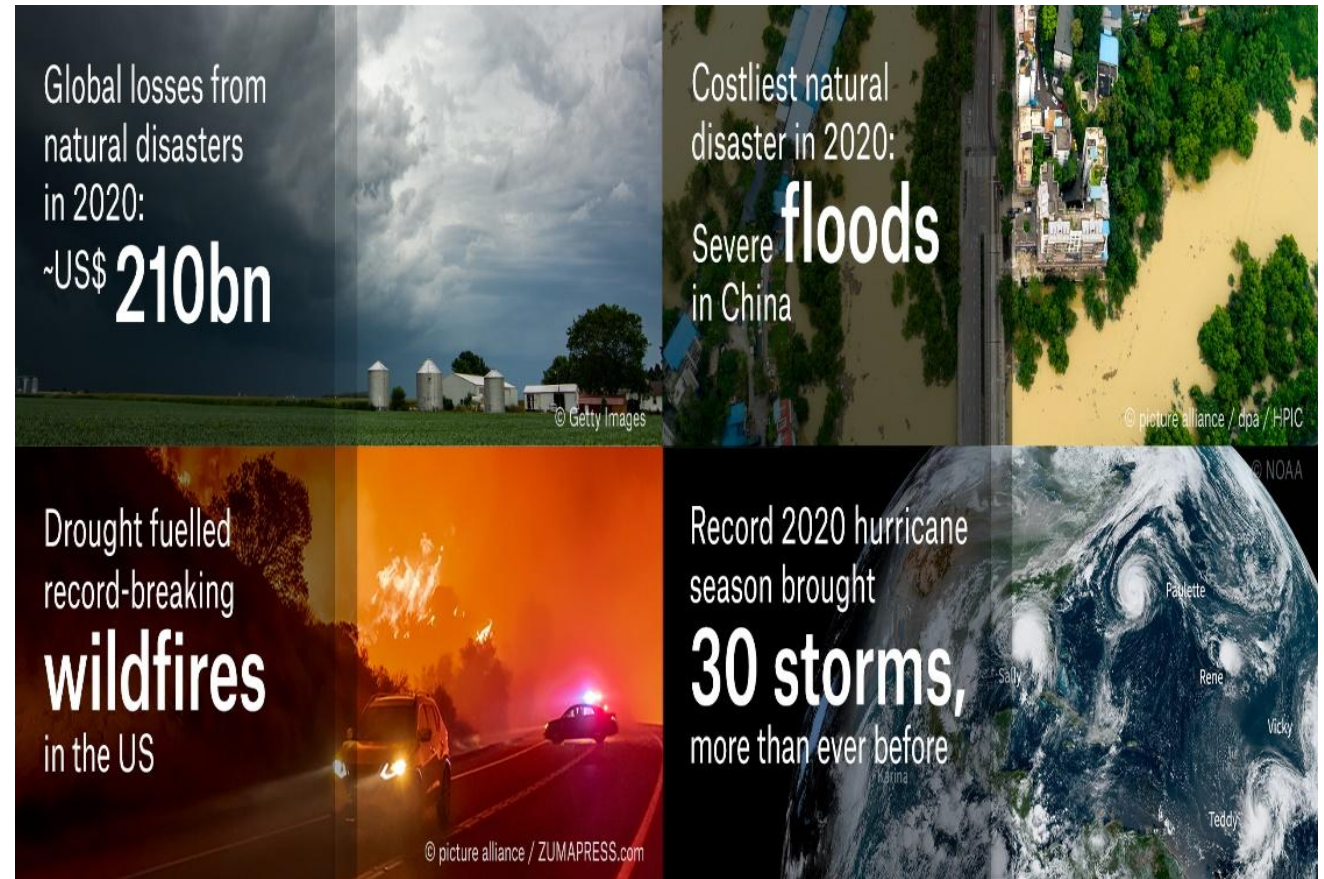 Global losses from
natural disasters
in 2020:
~US$ 210bn
© Getty Images
Costliest natural
disaster in 2020:
Severe floods
in China
© picture alliance / dpa / HPIC
Drought fuelled
record-breaking
wildfires
in the US
© picture alliance / ZUMAPRESS.com
© NOAA
Record 2020 hurricane
season brought
30 storms,
more than ever before
Paulette
Sally
Rene
Vicky
Karina
Teddy